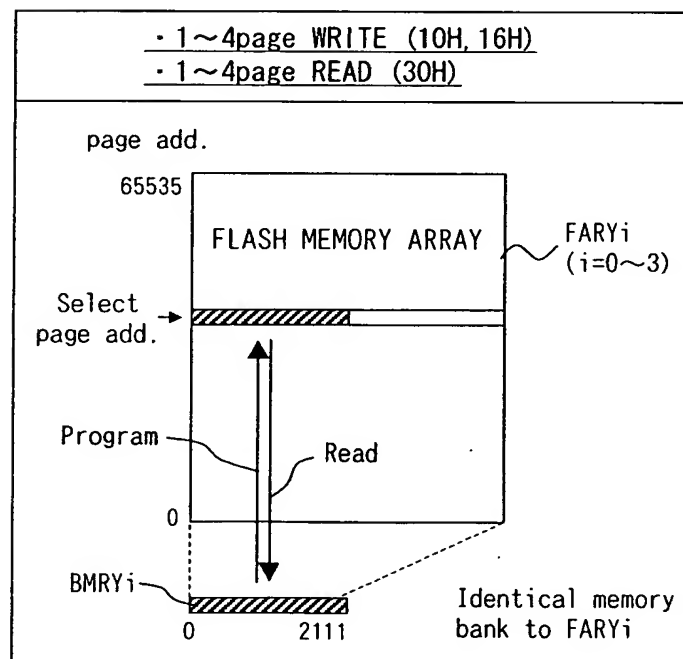 ・1～4page WRITE (10H, 16H)
・1～4page READ (30H)
page add.
65535
FLASH MEMORY ARRAY
FARYi
(i=0～3)
Select
page add.
Program
Read
0
BMRYi
0
2111
Identical memory
bank to FARYi